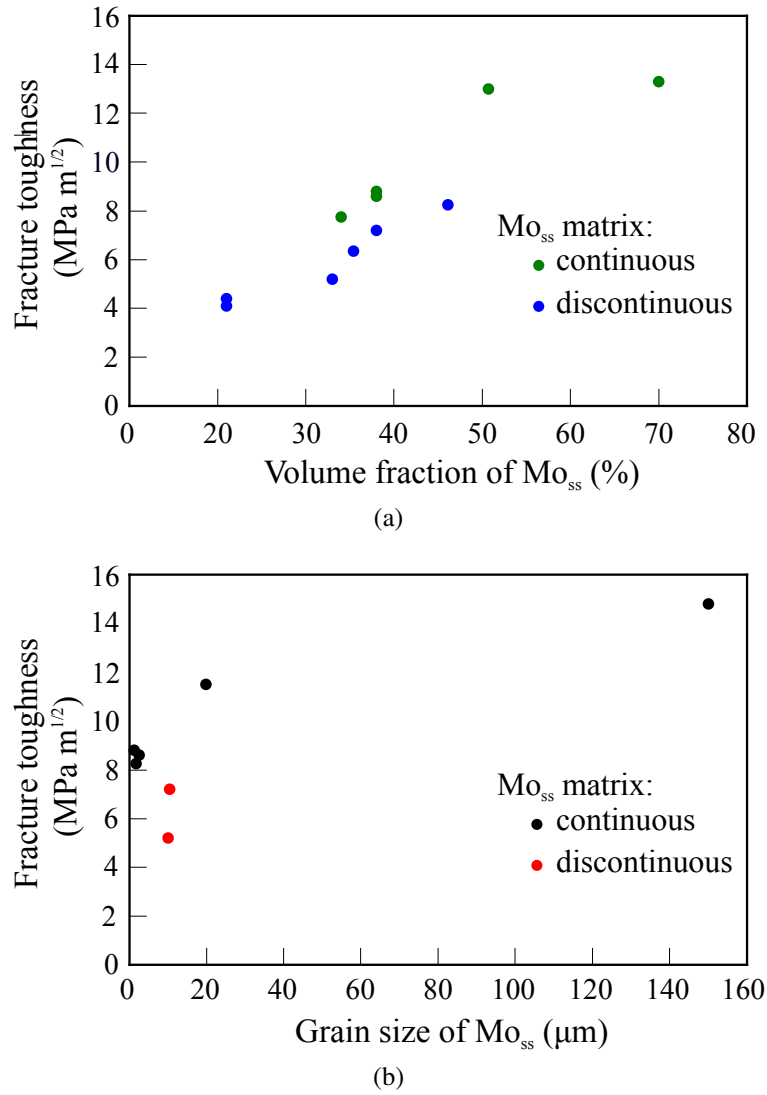 16
14
12
10
8
6
4
2
0
Fracture toughness
(MPa m1/2)
Moss matrix:
continuous
discontinuous
0 20 30 40 50 60 70 80
Volume fraction of Moss (%)
(a)
16
14
12
10
8
6
4
2
0
Fracture toughness
(MPa m1/2)
Moss matrix:
continuous
discontinuous
0 20 40 60 80 100 120 140 160
Grain size of Moss (μm)
(b)